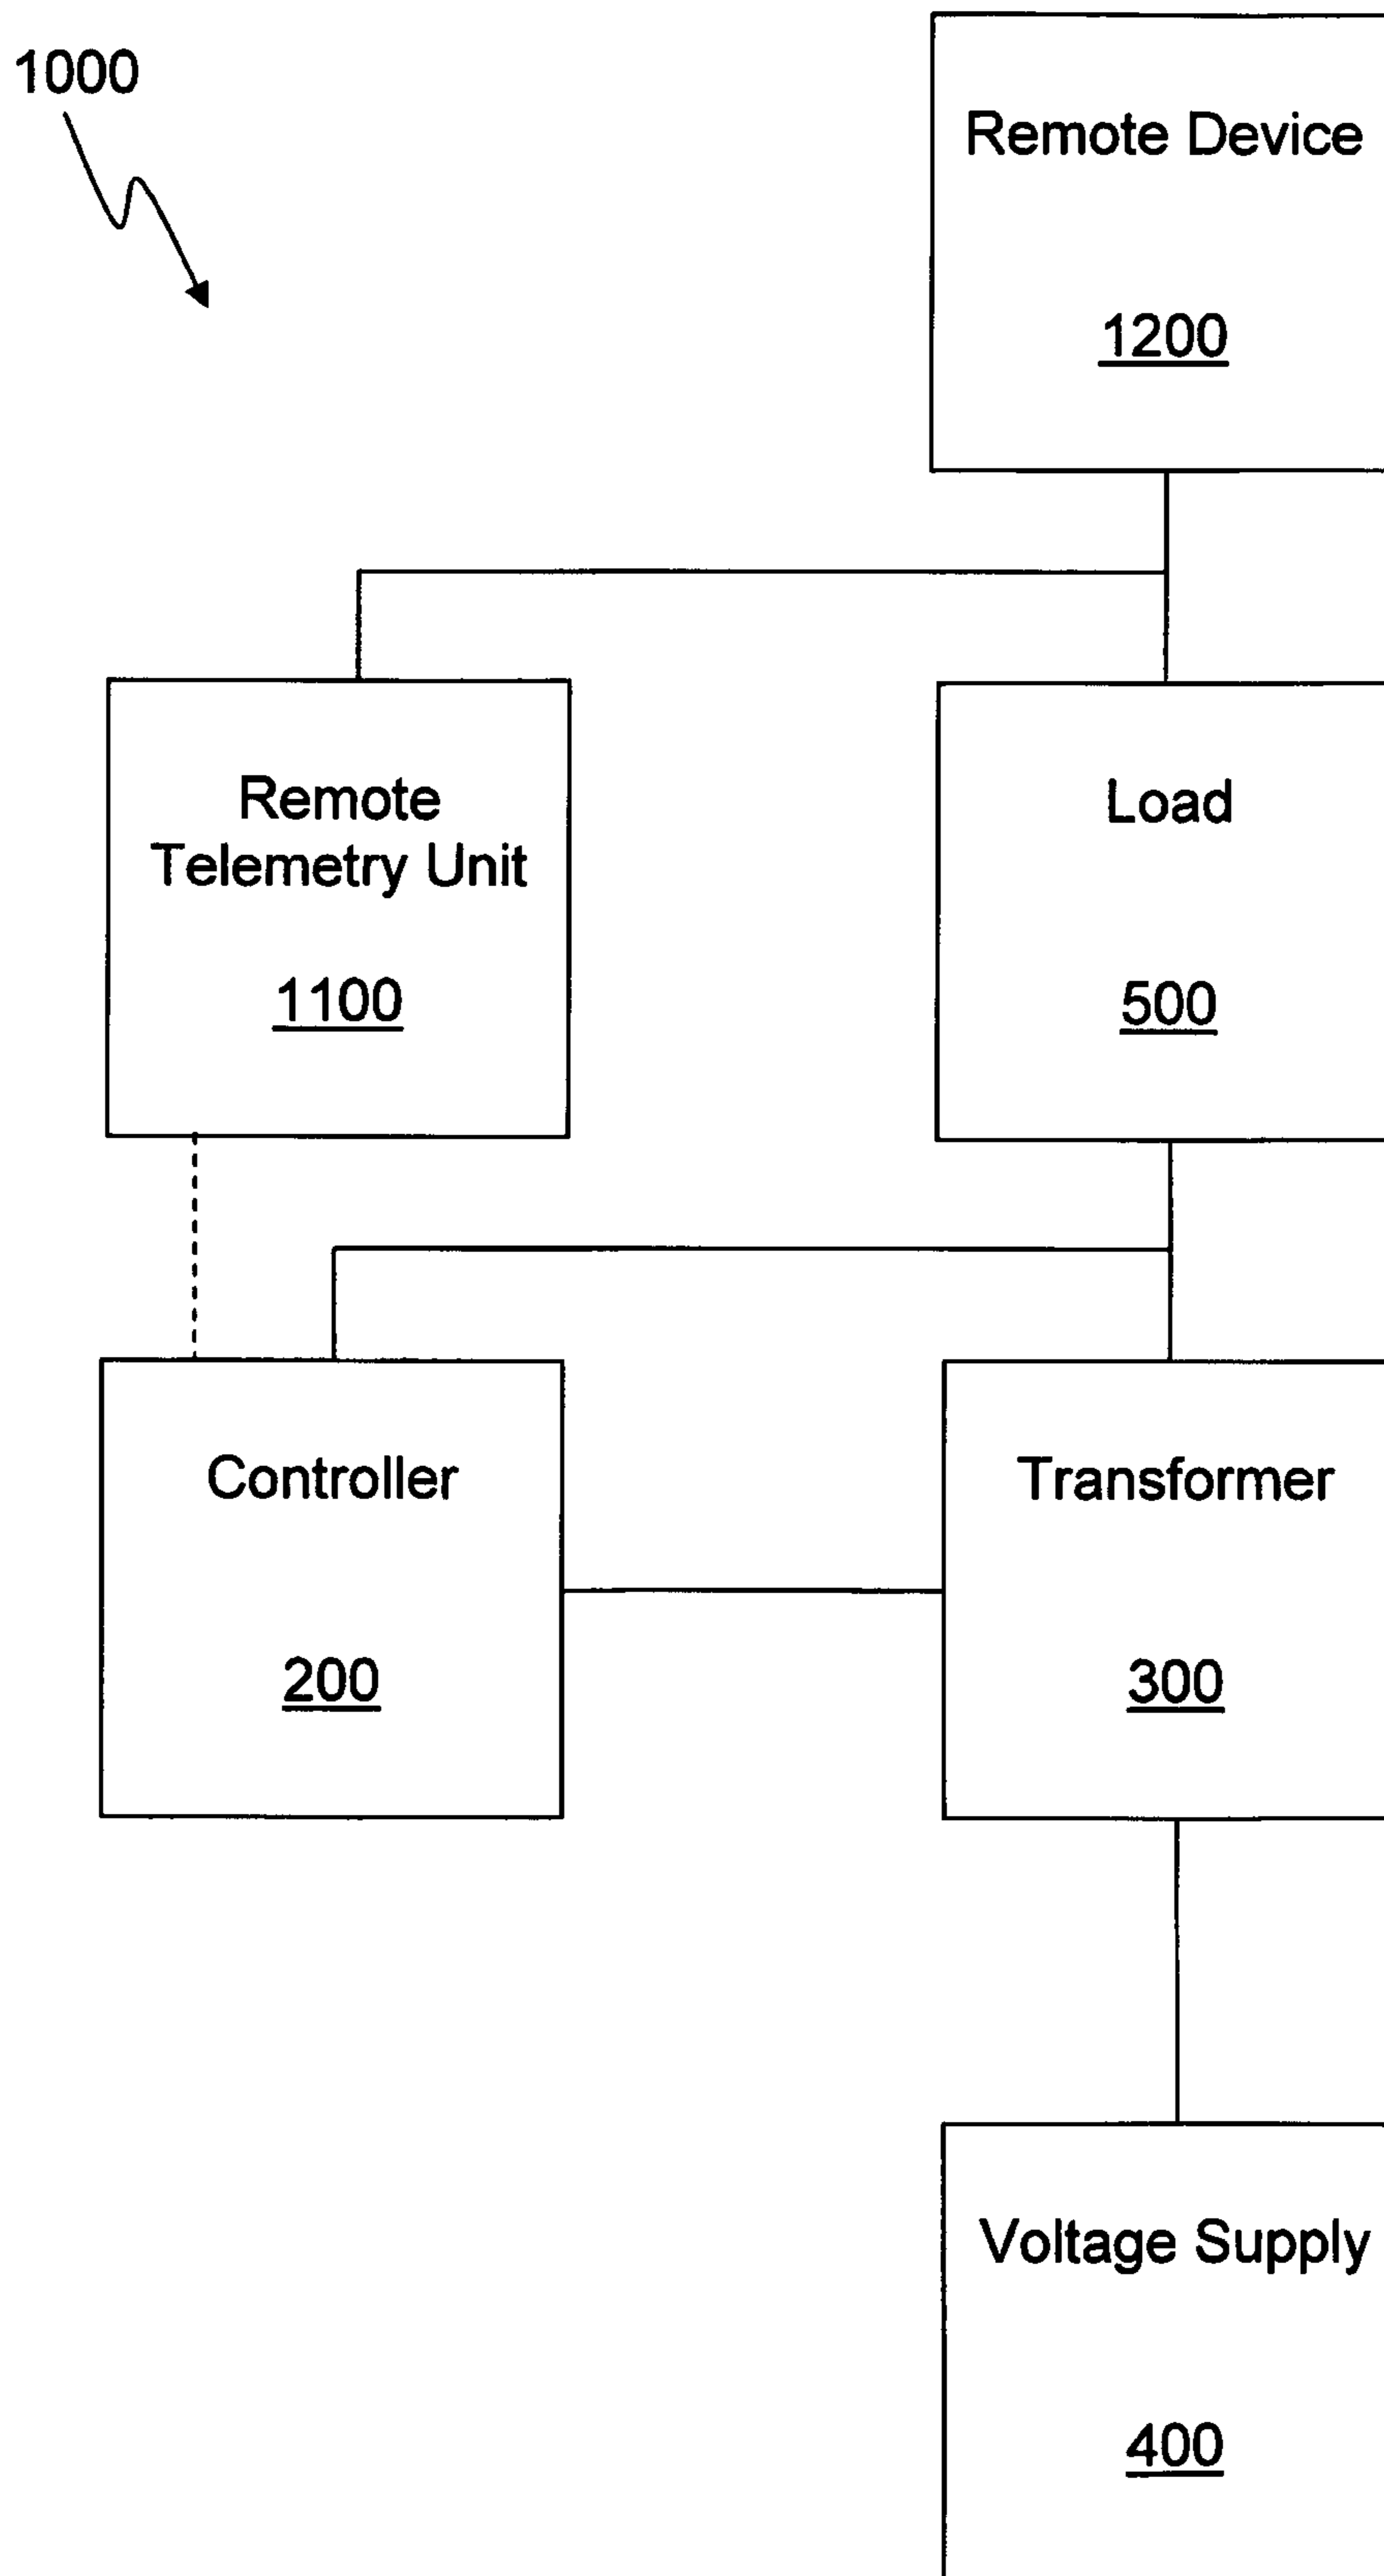 1000
Remote Device
1200
Remote
Telemetry Unit
1100
Load
500
Controller
200
Transformer
300
Voltage Supply
400